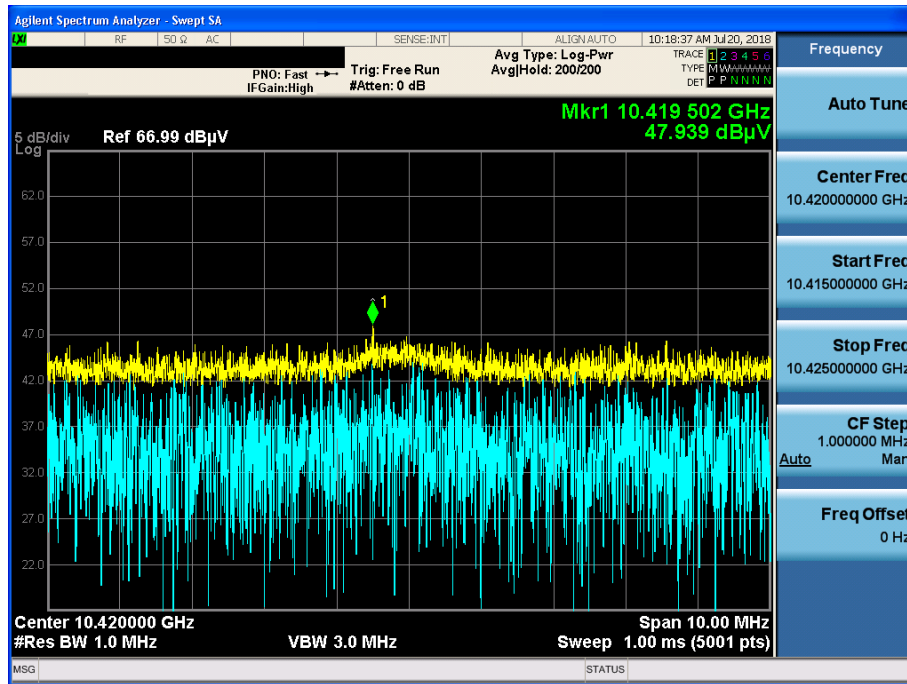 Agilent Spectrum Analyzer - Swept SA
LXI RF 50 Ω AC SENSE:INT ALIGN AUTO 10:18:37 AM Jul 20, 2018
PNO: Fast Trig: Free Run Avg Type: Log-Pwr TRACE 1 2 3 4 5 6
IFGain:High #Atten: 0 dB Avg|Hold: 200/200 TYPE M W
DET P P N N N N
Mkr1 10.419 502 GHz
47.939 dBµV
5 dB/div Ref 66.99 dBµV
Log
62.0
57.0
52.0
1
47.0
42.0
37.0
32.0
27.0
22.0
Center 10.420000 GHz Span 10.00 MHz
#Res BW 1.0 MHz VBW 3.0 MHz Sweep 1.00 ms (5001 pts)
MSG STATUS
Frequency
Auto Tune
Center Freq
10.420000000 GHz
Start Freq
10.415000000 GHz
Stop Freq
10.425000000 GHz
CF Step
1.000000 MHz
Auto Man
Freq Offset
0 Hz